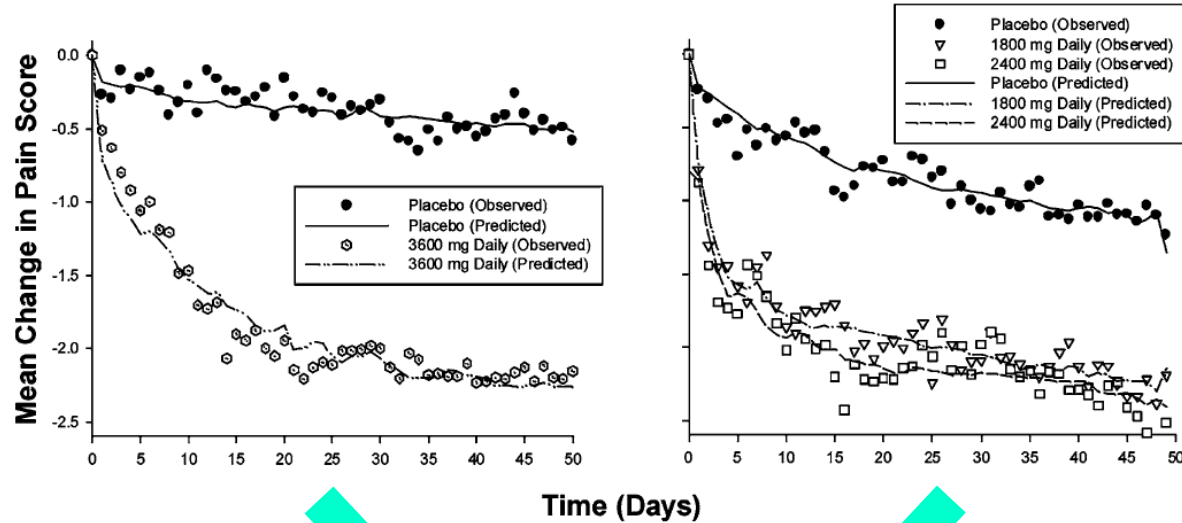 Placebo (Observed)
1800 mg Daily (Observed)
2400 mg Daily (Observed)
Placebo (Predicted)
1800 mg Daily (Predicted)
2400 mg Daily (Predicted)
Mean Change in Pain Score
0.0
-0.5
-1.0
-1.5
-2.0
-2.5
Placebo (Observed)
Placebo (Predicted)
3600 mg Daily (Observed)
3600 mg Daily (Predicted)
0 5 10 15 20 25 30 35 40 45 50
0 5 10 15 20 25 30 35 40 45 50
Time (Days)